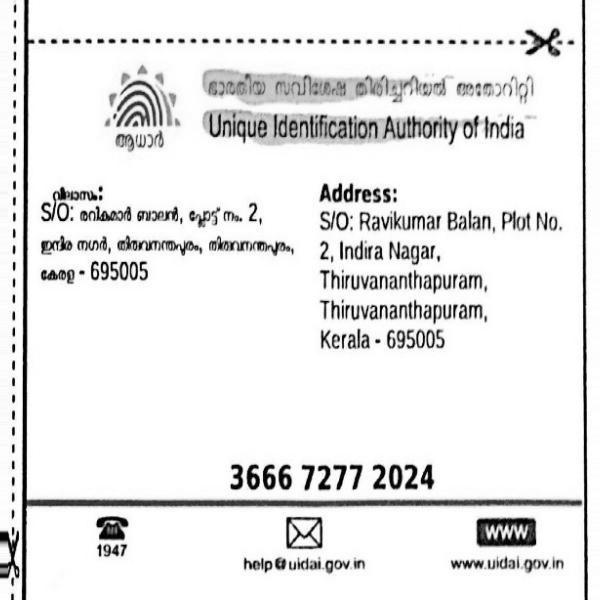 ഭാരതീയ സവിശേഷ തിരിച്ചറിയൽ അതോറിറ്റി
Unique Identification Authority of India
ആധാർ
വിലാസം:
S/O: രവികുമാർ ബാലൻ, പ്ലോട്ട് നം. 2,
ഇന്ദിര നഗർ, തിരുവനന്തപുരം, തിരുവനന്തപുരം,
കേരള - 695005
Address:
S/O: Ravikumar Balan, Plot No.
2, Indira Nagar,
Thiruvananthapuram,
Thiruvananthapuram,
Kerala - 695005
3666 7277 2024
1947
help@uidai.gov.in
www
www.uidai.gov.in